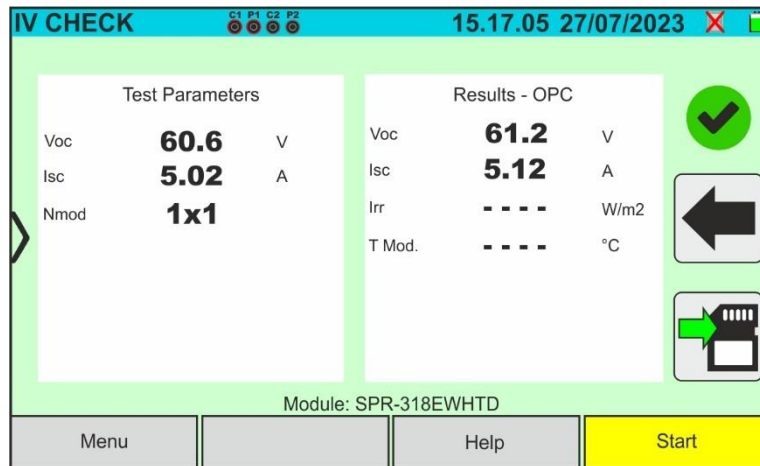 IV CHECK
C1 P1 C2 P2
15.17.05 27/07/2023
Test Parameters
Voc 60.6 V
Isc 5.02 A
Nmod 1x1
Results - OPC
Voc 61.2 V
Isc 5.12 A
Irr - - - - W/m2
T Mod. - - - - °C
Module: SPR-318EWHTD
Menu
Help
Start